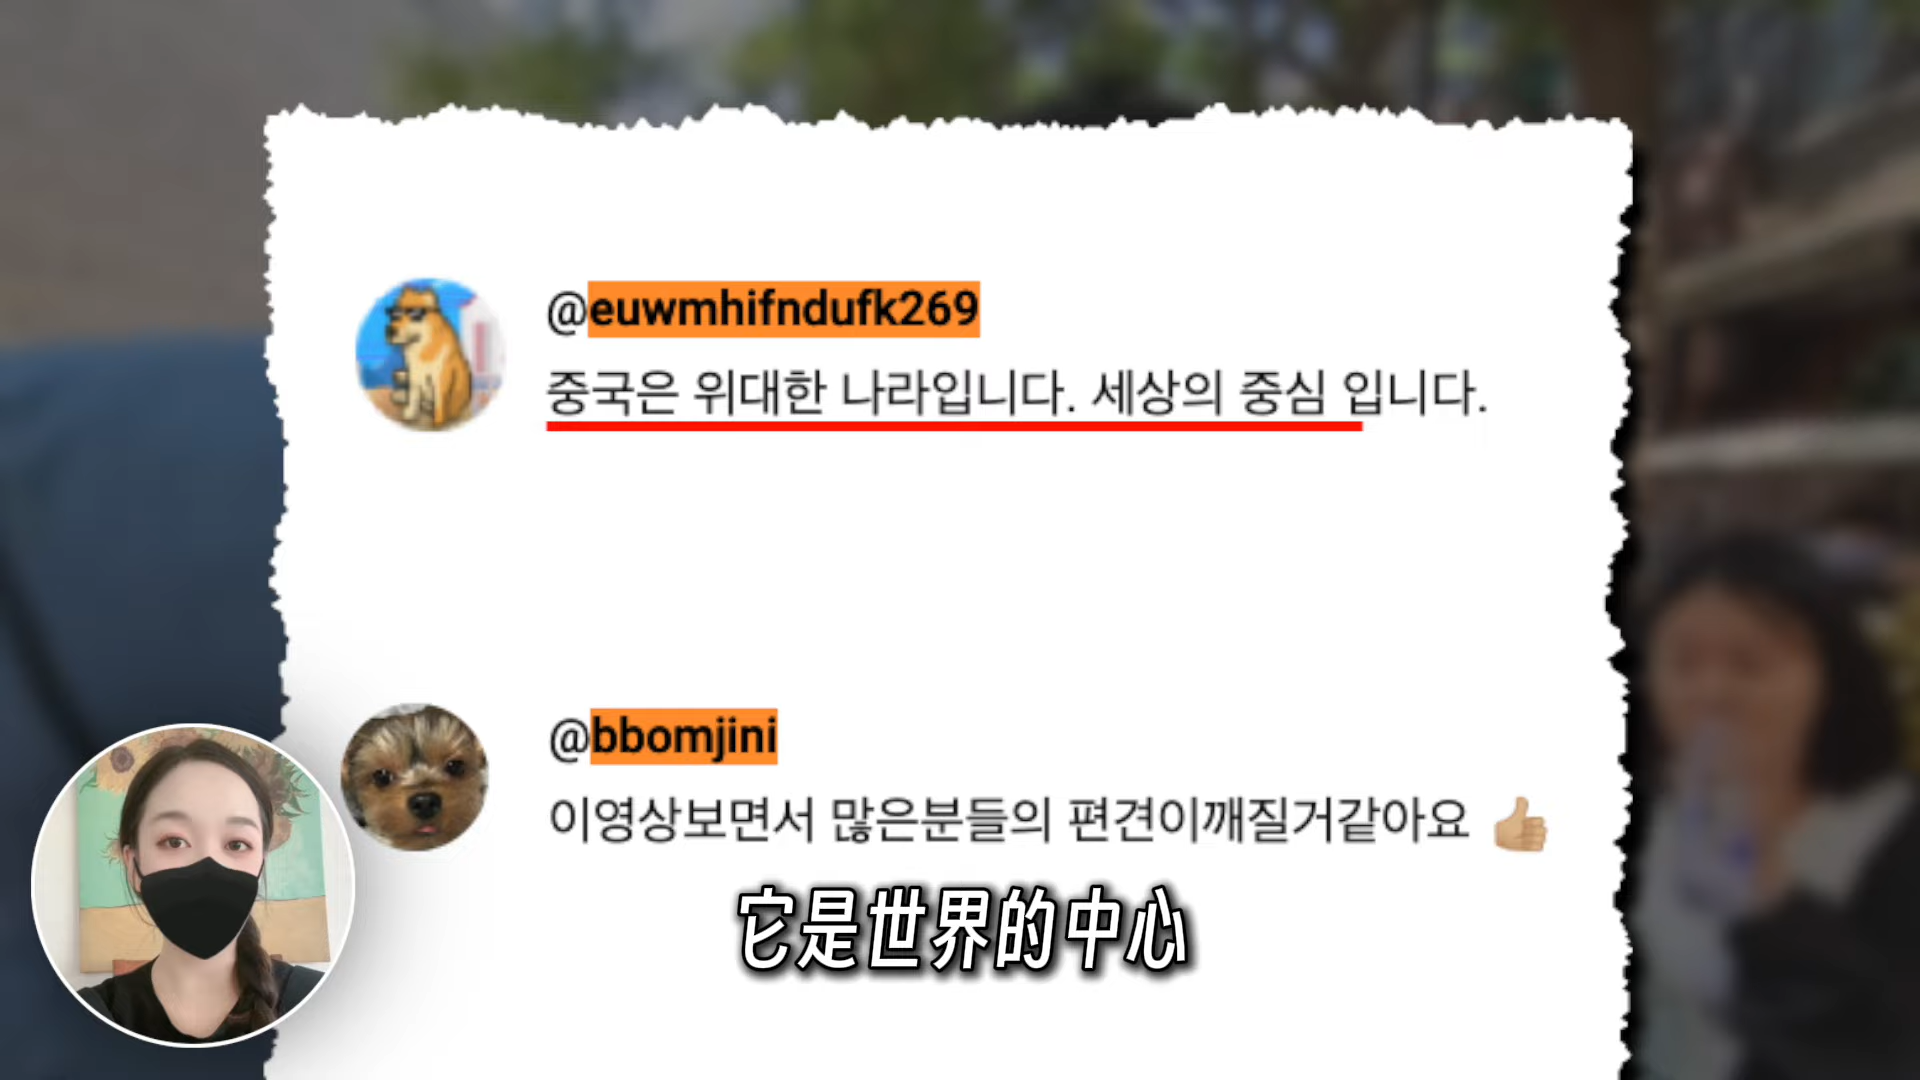 @euwmhifndufk269
중국은 위대한 나라입니다. 세상의 중심 입니다.
@bbomjini
이영상보면서 많은분들의 편견이깨질거같아요 👍🏼
它是世界的中心